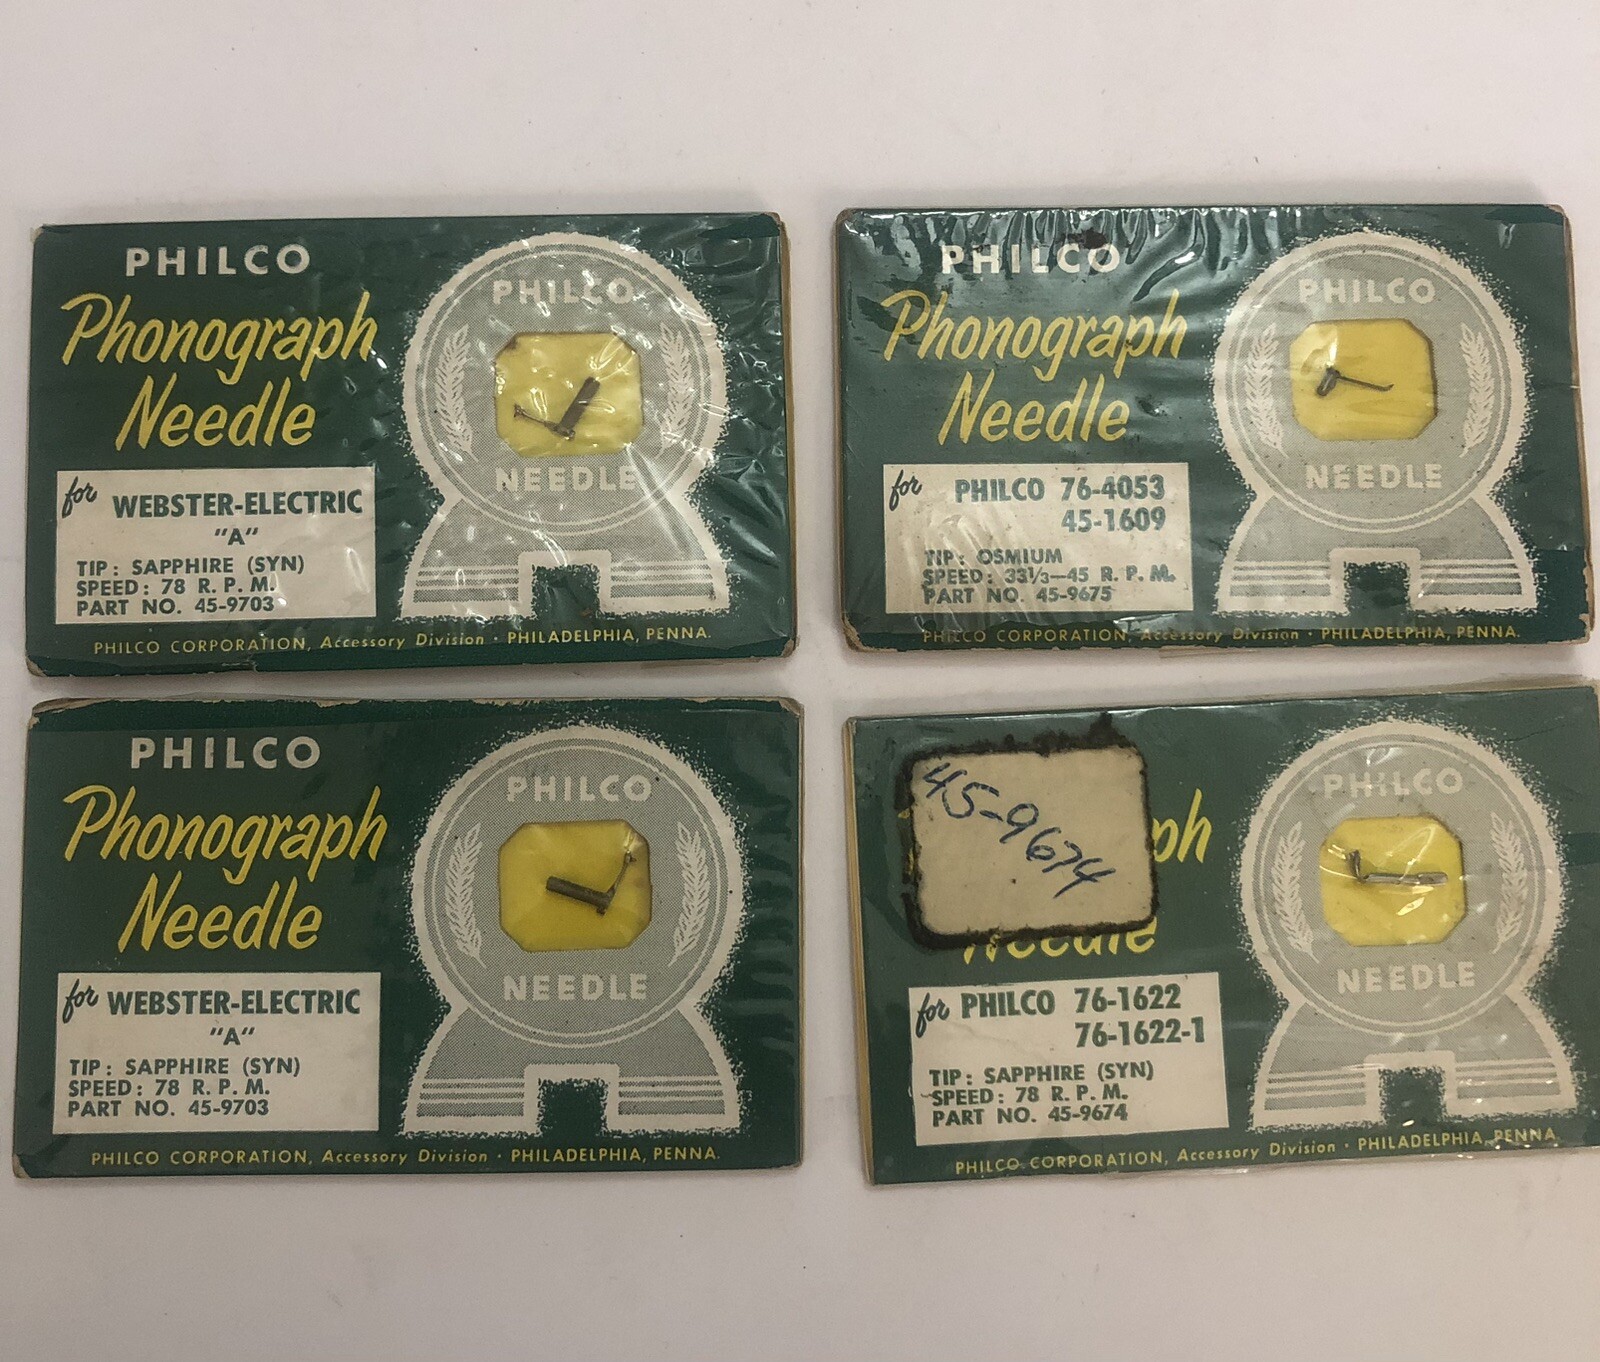 PHILCO
Phonograph
Needle
for WEBSTER-ELECTRIC
"A"
TIP: SAPPHIRE (SYN)
SPEED: 78 R. P. M.
PART NO. 45-9703
PHILCO
NEEDLE
PHILCO CORPORATION, Accessory Division · PHILADELPHIA, PENNA.
PHILCO
Phonograph
Needle
for PHILCO 76-4053
45-1609
TIP: OSMIUM
SPEED: 33 1/3—45 R. P. M.
PART NO. 45-9675
PHILCO
NEEDLE
PHILCO CORPORATION, Accessory Division · PHILADELPHIA, PENNA.
PHILCO
Phonograph
Needle
for WEBSTER-ELECTRIC
"A"
TIP: SAPPHIRE (SYN)
SPEED: 78 R. P. M.
PART NO. 45-9703
PHILCO
NEEDLE
PHILCO CORPORATION, Accessory Division · PHILADELPHIA, PENNA.
45-9674
for PHILCO 76-1622
76-1622-1
TIP: SAPPHIRE (SYN)
SPEED: 78 R. P. M.
PART NO. 45-9674
PHILCO
NEEDLE
PHILCO CORPORATION, Accessory Division · PHILADELPHIA, PENNA.